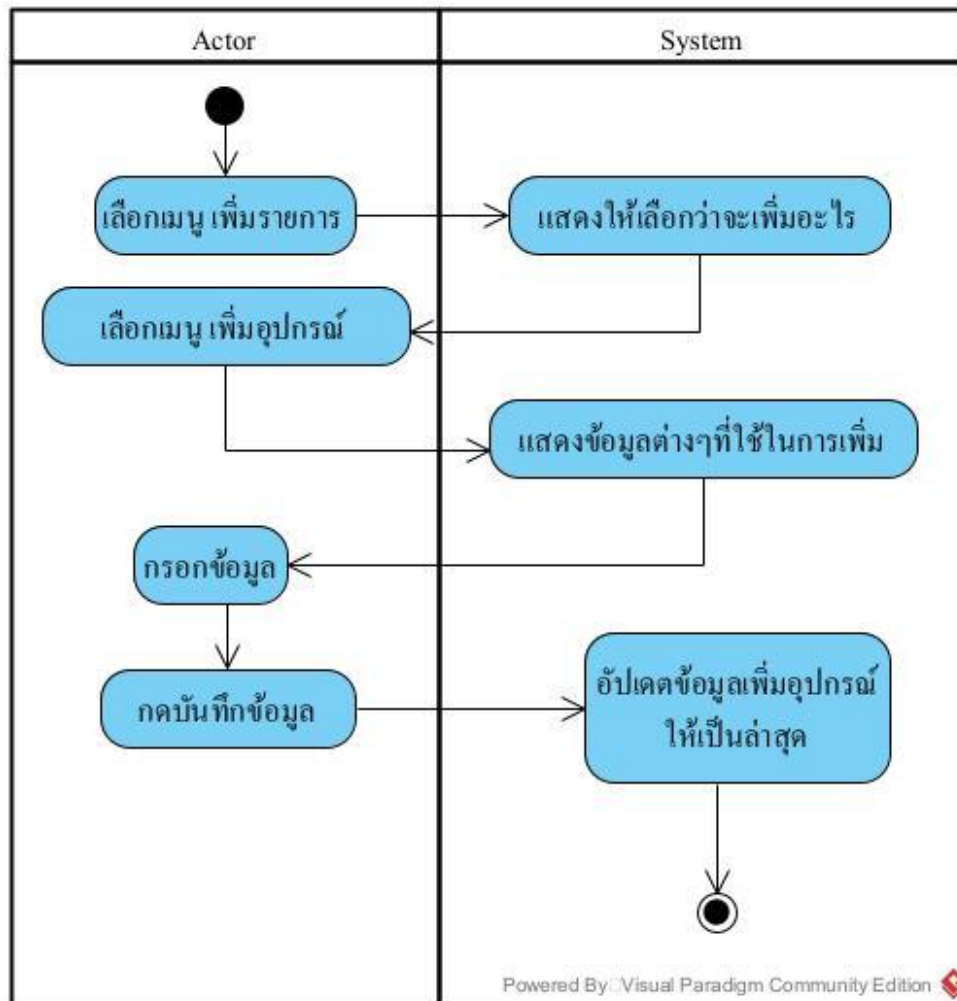 Actor
System
เลือกเมนู เพิ่มรายการ
แสดงให้เลือกว่าจะเพิ่มอะไร
เลือกเมนู เพิ่มอุปกรณ์
แสดงข้อมูลต่างๆที่ใช้ในการเพิ่ม
กรอกข้อมูล
กดบันทึกข้อมูล
อัปเดตข้อมูลเพิ่มอุปกรณ์
ให้เป็นล่าสุด
Powered By Visual Paradigm Community Edition